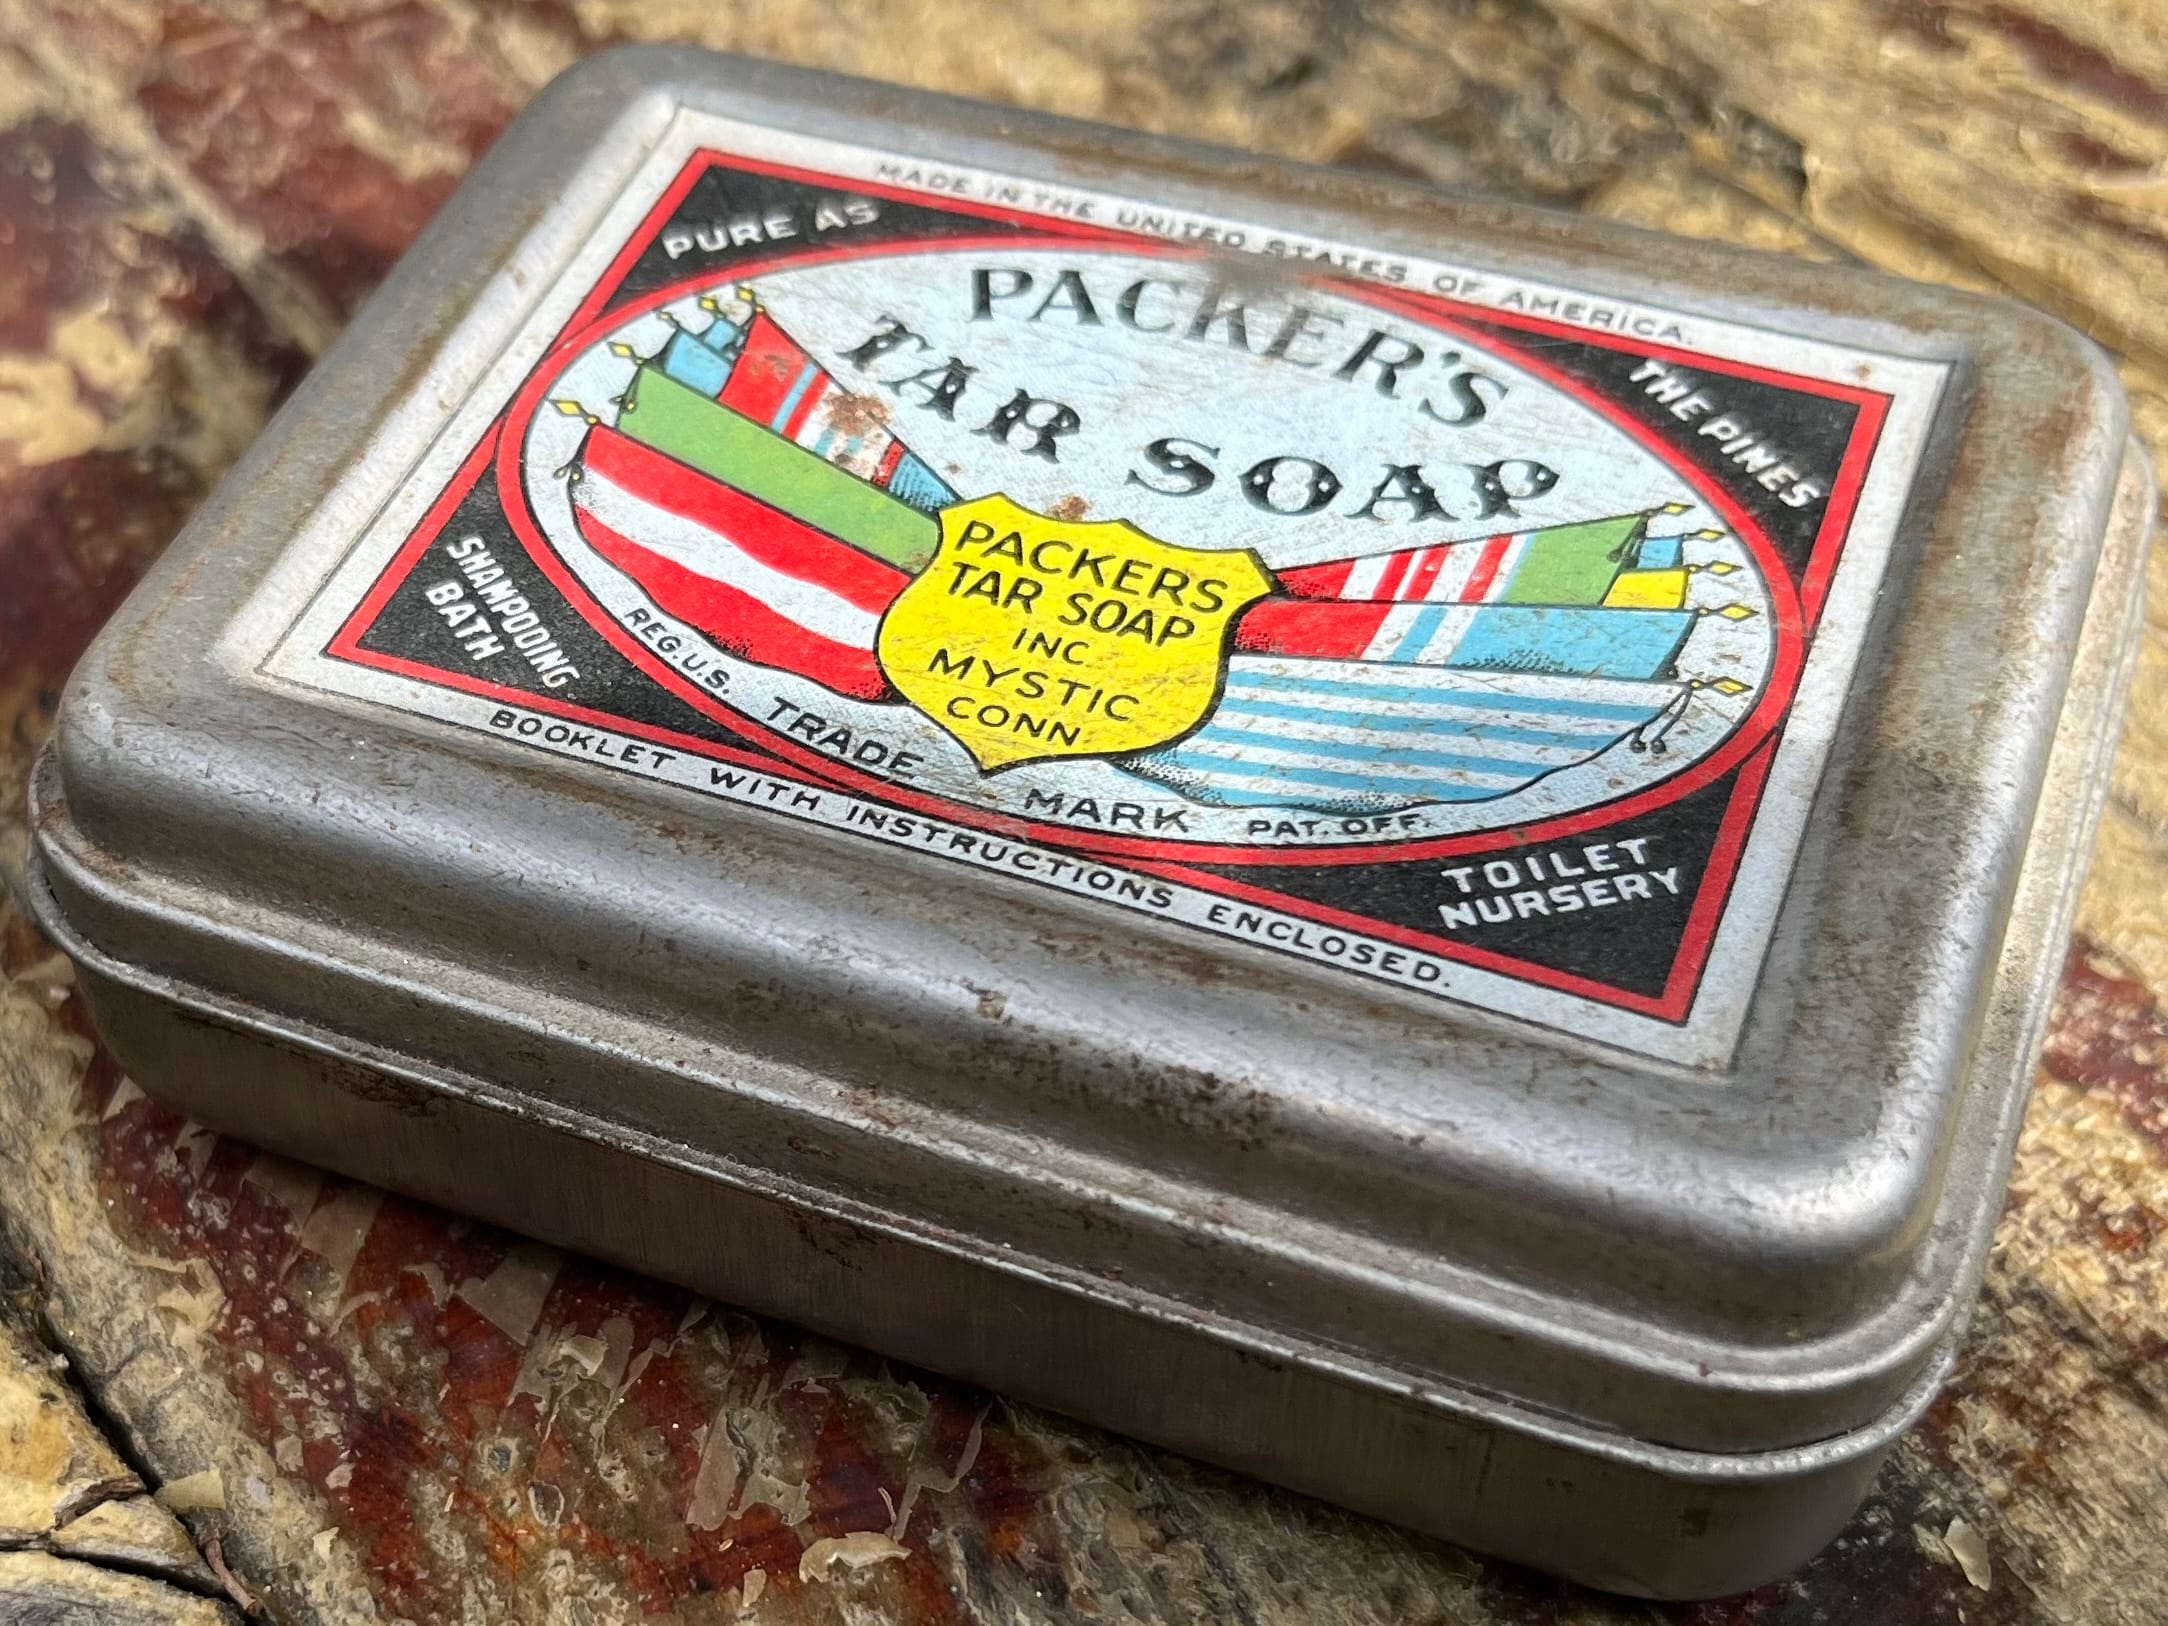 MADE IN THE UNITED STATES OF AMERICA.
PURE AS
THE PINES
PACKER'S
TAR SOAP
PACKERS
TAR SOAP
INC
MYSTIC
CONN
SHAMPOOING
BATH
TOILET
NURSERY
REG.U.S. TRADE MARK PAT. OFF.
BOOKLET WITH INSTRUCTIONS ENCLOSED.